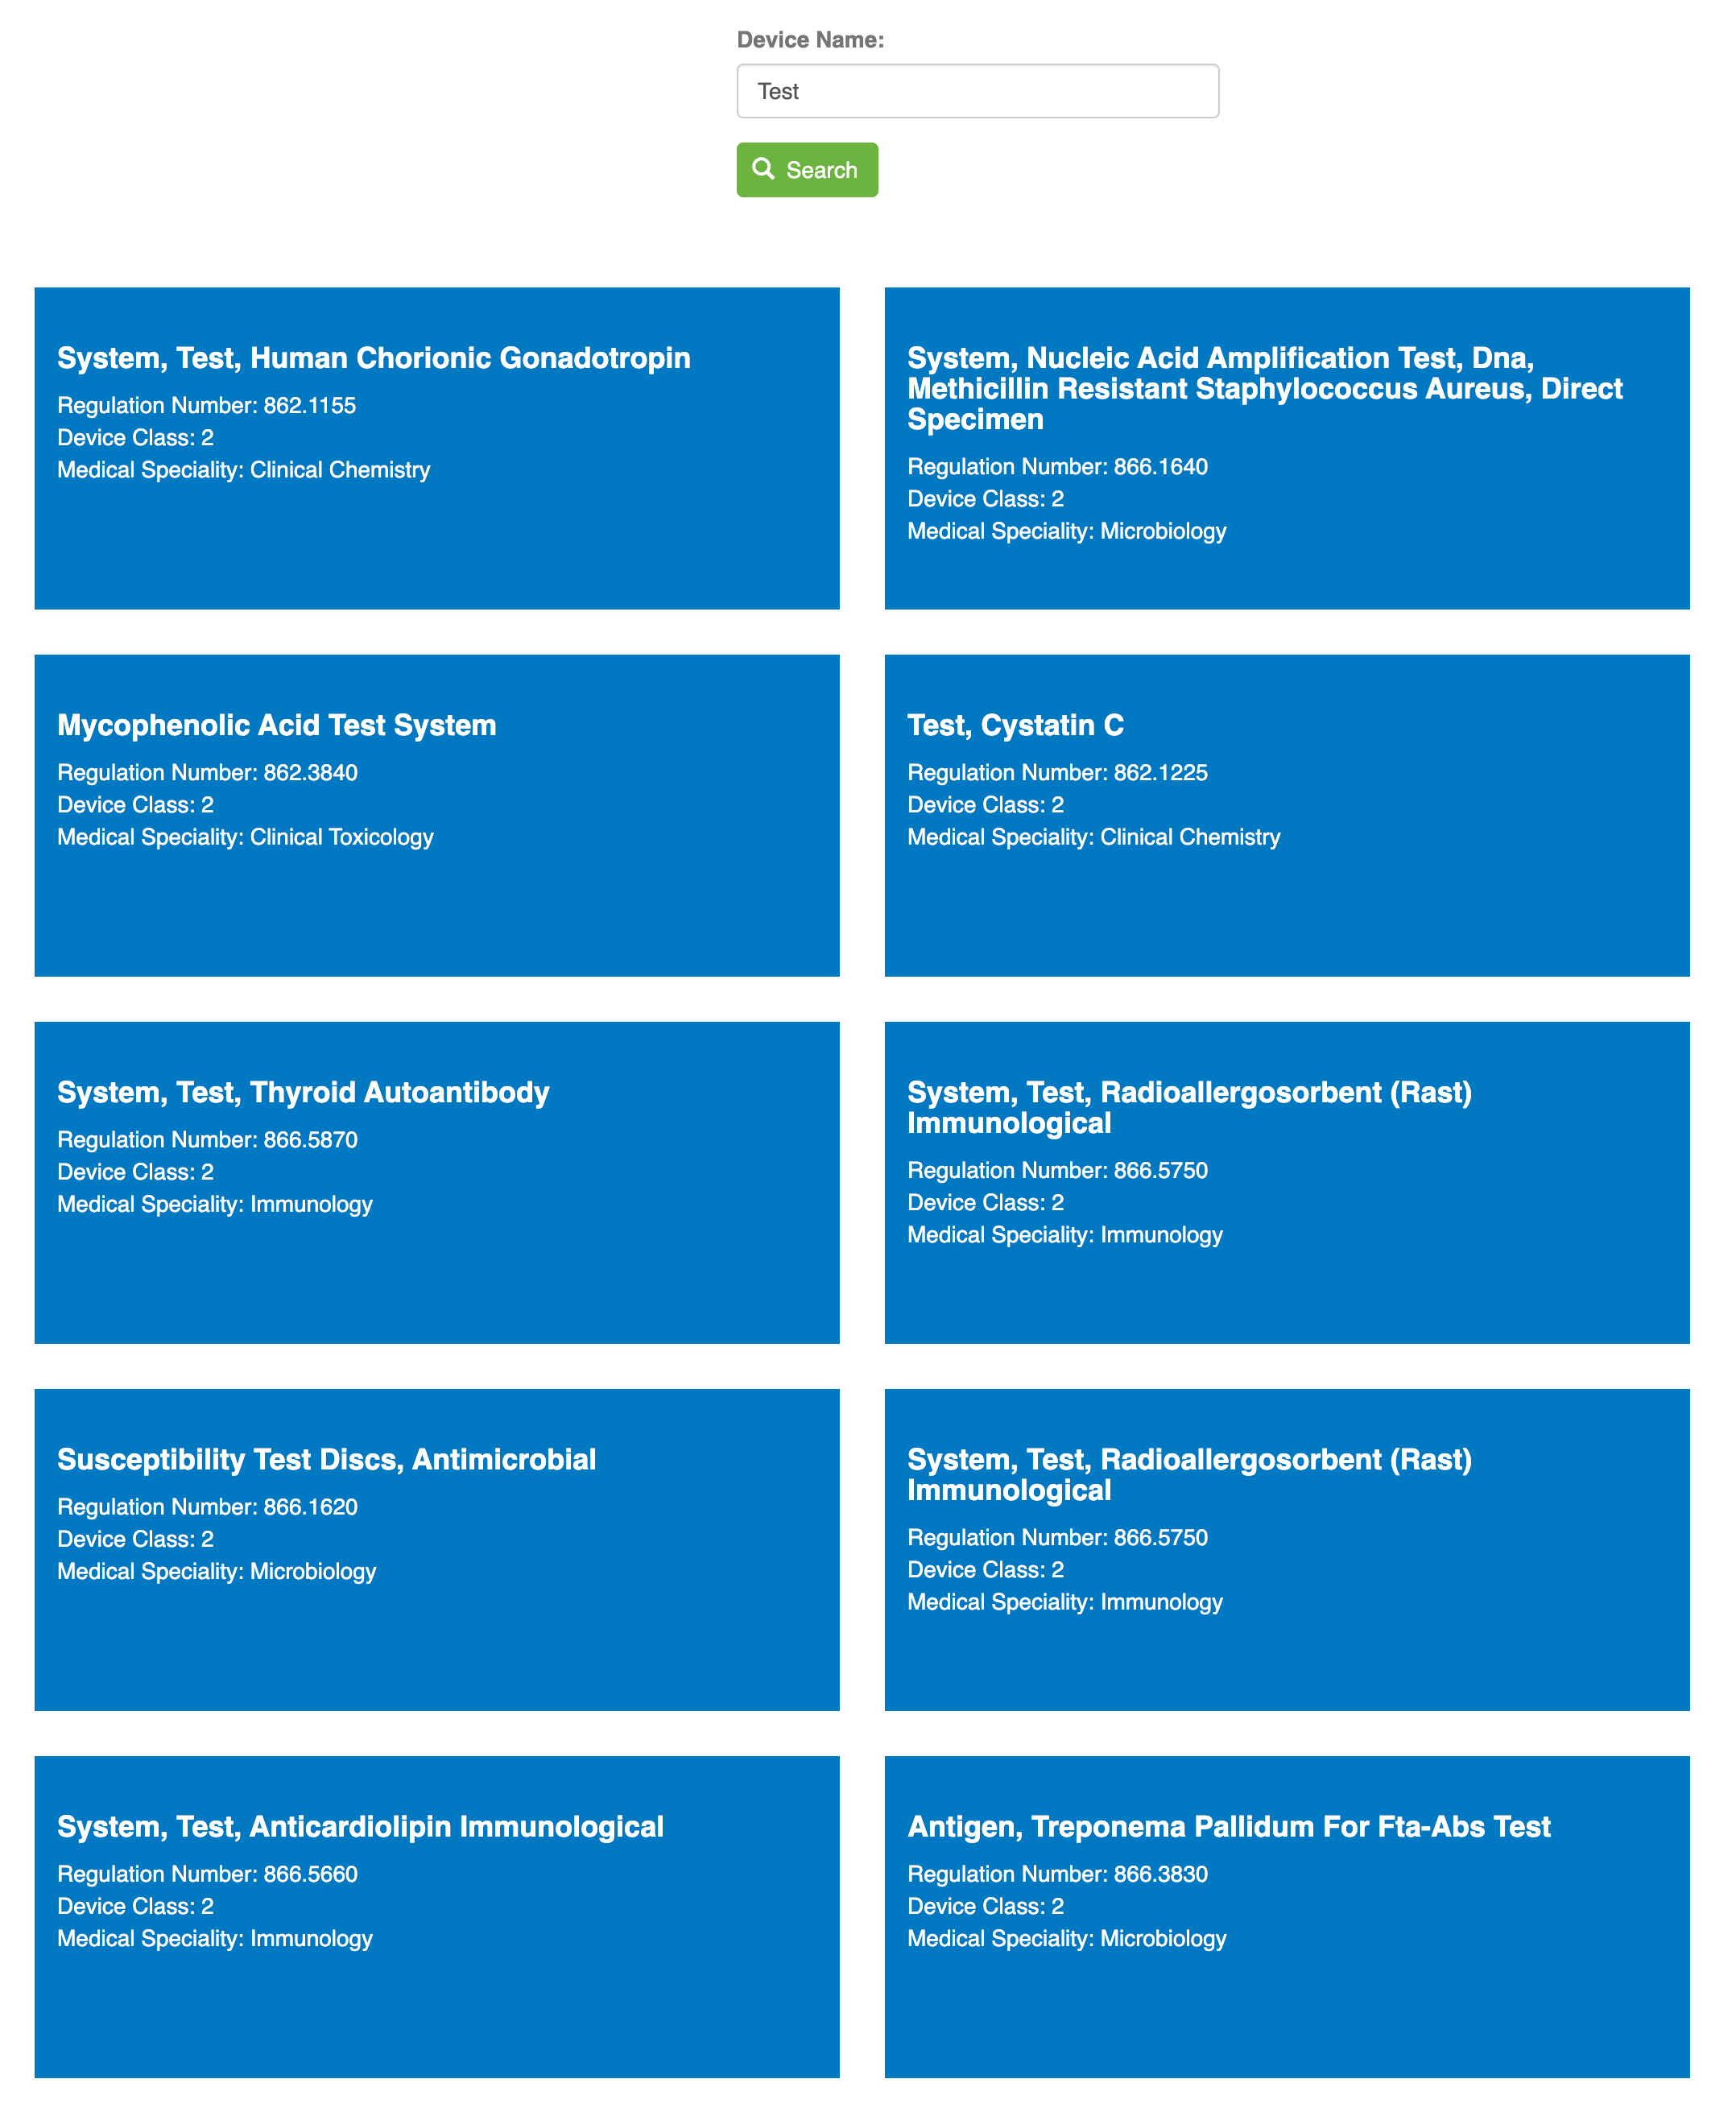 Device Name:
Test
Search
System, Test, Human Chorionic Gonadotropin
Regulation Number: 862.1155
Device Class: 2
Medical Speciality: Clinical Chemistry
System, Nucleic Acid Amplification Test, Dna,
Methicillin Resistant Staphylococcus Aureus, Direct
Specimen
Regulation Number: 866.1640
Device Class: 2
Medical Speciality: Microbiology
Mycophenolic Acid Test System
Regulation Number: 862.3840
Device Class: 2
Medical Speciality: Clinical Toxicology
Test, Cystatin C
Regulation Number: 862.1225
Device Class: 2
Medical Speciality: Clinical Chemistry
System, Test, Thyroid Autoantibody
Regulation Number: 866.5870
Device Class: 2
Medical Speciality: Immunology
System, Test, Radioallergosorbent (Rast)
Immunological
Regulation Number: 866.5750
Device Class: 2
Medical Speciality: Immunology
Susceptibility Test Discs, Antimicrobial
Regulation Number: 866.1620
Device Class: 2
Medical Speciality: Microbiology
System, Test, Radioallergosorbent (Rast)
Immunological
Regulation Number: 866.5750
Device Class: 2
Medical Speciality: Immunology
System, Test, Anticardiolipin Immunological
Regulation Number: 866.5660
Device Class: 2
Medical Speciality: Immunology
Antigen, Treponema Pallidum For Fta-Abs Test
Regulation Number: 866.3830
Device Class: 2
Medical Speciality: Microbiology